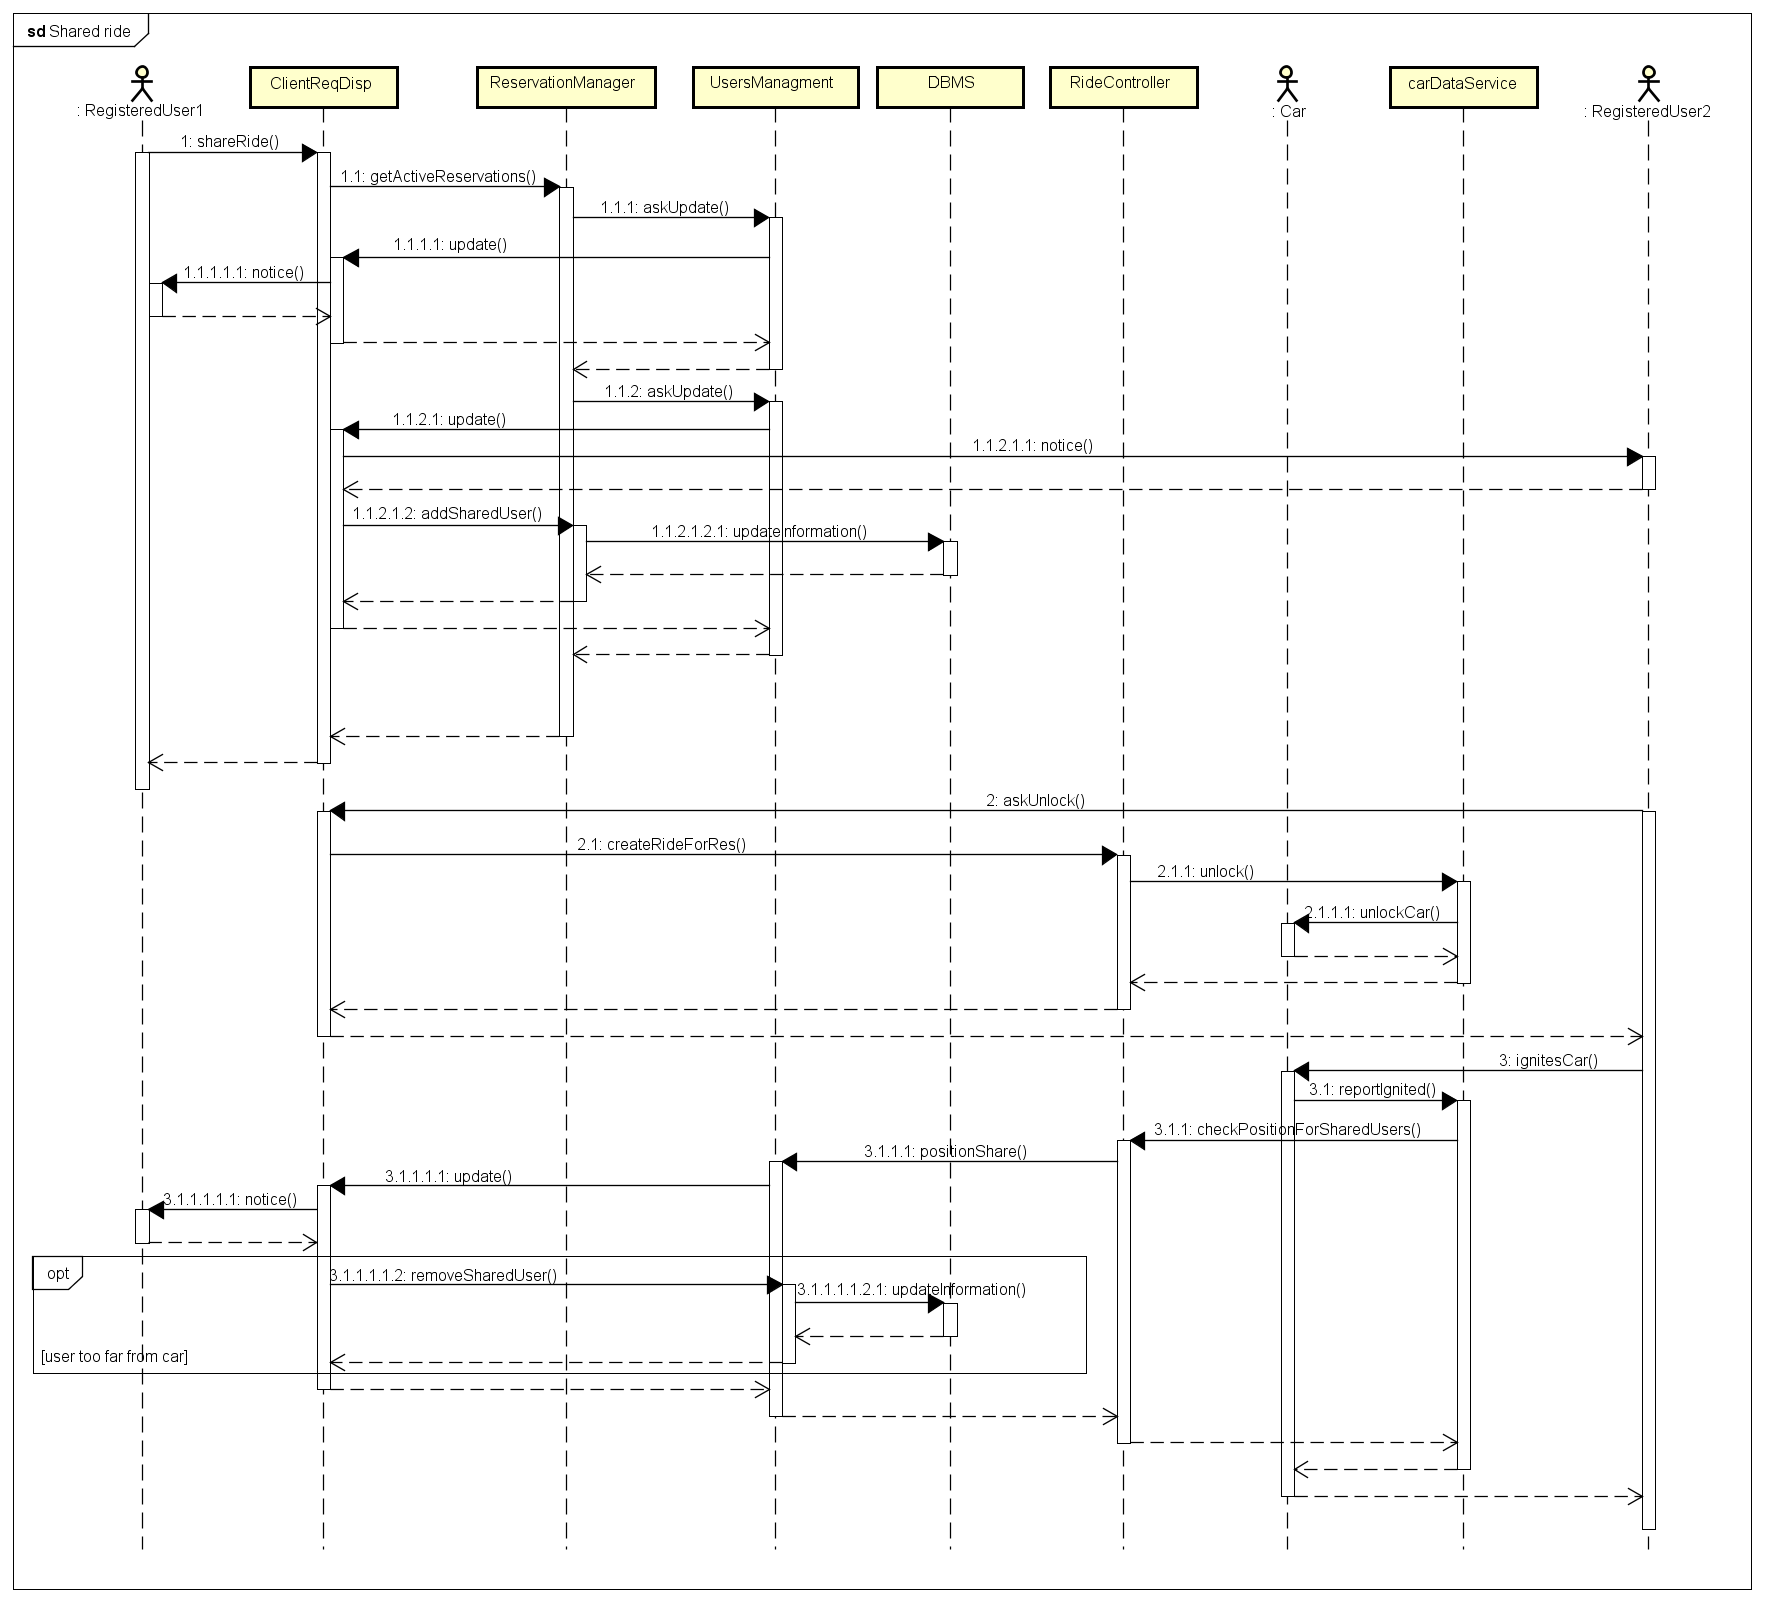 sd Shared ride
: RegisteredUser1
ClientReqDisp
ReservationManager
UsersManagment
DBMS
RideController
: Car
carDataService
: RegisteredUser2
1: shareRide()
1.1: getActiveReservations()
1.1.1: askUpdate()
1.1.1.1: update()
1.1.1.1.1: notice()
1.1.2: askUpdate()
1.1.2.1: update()
1.1.2.1.1: notice()
1.1.2.1.2: addSharedUser()
1.1.2.1.2.1: updateInformation()
2: askUnlock()
2.1: createRideForRes()
2.1.1: unlock()
2.1.1.1: unlockCar()
3: ignitesCar()
3.1: reportIgnited()
3.1.1: checkPositionForSharedUsers()
3.1.1.1: positionShare()
3.1.1.1.1: update()
3.1.1.1.1.1: notice()
opt
3.1.1.1.1.2: removeSharedUser()
3.1.1.1.1.2.1: updateInformation()
[user too far from car]